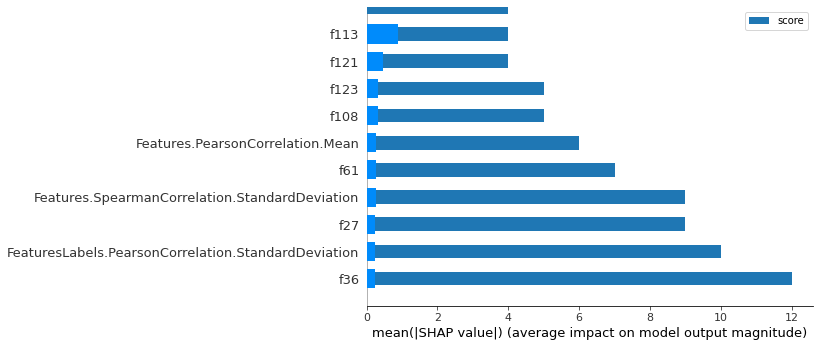 score
f113
f121
f123
f108
Features.PearsonCorrelation.Mean
f61
Features.SpearmanCorrelation.StandardDeviation
f27
FeaturesLabels.PearsonCorrelation.StandardDeviation
f36
0 2 4 6 8 10 12
mean(|SHAP value|) (average impact on model output magnitude)